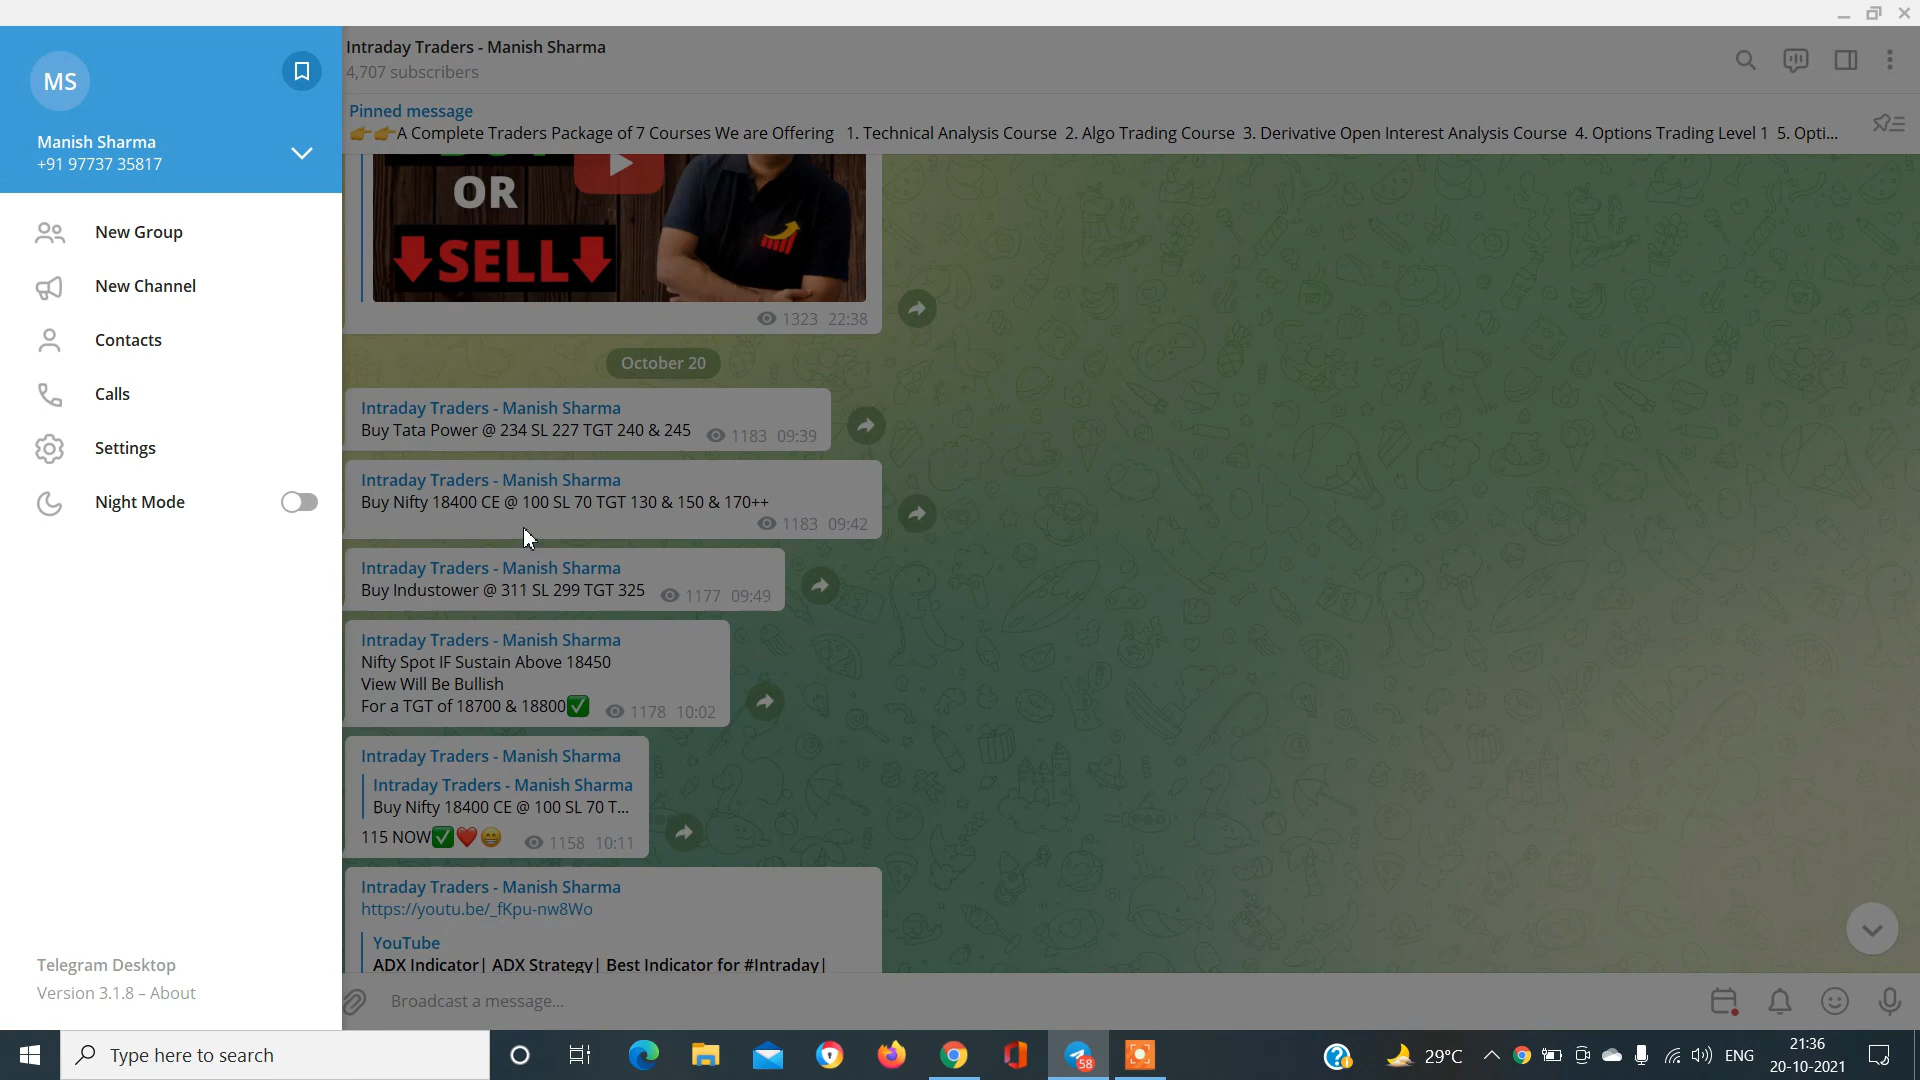 MS
Manish Sharma
+91 97737 35817
New Group
New Channel
Contacts
Calls
Settings
Night Mode
Telegram Desktop
Version 3.1.8 – About
Intraday Traders - Manish Sharma
4,707 subscribers
Pinned message
👉👉A Complete Traders Package of 7 Courses We are Offering 1. Technical Analysis Course 2. Algo Trading Course 3. Derivative Open Interest Analysis Course 4. Options Trading Level 1 5. Opti...
OR
SELL
1323 22:38
October 20
Intraday Traders - Manish Sharma
Buy Tata Power @ 234 SL 227 TGT 240 & 245 1183 09:39
Intraday Traders - Manish Sharma
Buy Nifty 18400 CE @ 100 SL 70 TGT 130 & 150 & 170++
1183 09:42
Intraday Traders - Manish Sharma
Buy Industower @ 311 SL 299 TGT 325 1177 09:49
Intraday Traders - Manish Sharma
Nifty Spot IF Sustain Above 18450
View Will Be Bullish
For a TGT of 18700 & 18800✅ 1178 10:02
Intraday Traders - Manish Sharma
Intraday Traders - Manish Sharma
Buy Nifty 18400 CE @ 100 SL 70 T...
115 NOW✅❤️😁 1158 10:11
Intraday Traders - Manish Sharma
https://youtu.be/_fKpu-nw8Wo
YouTube
ADX Indicator| ADX Strategy| Best Indicator for #Intraday|
Broadcast a message...
Type here to search
58
29°C
ENG
21:36
20-10-2021